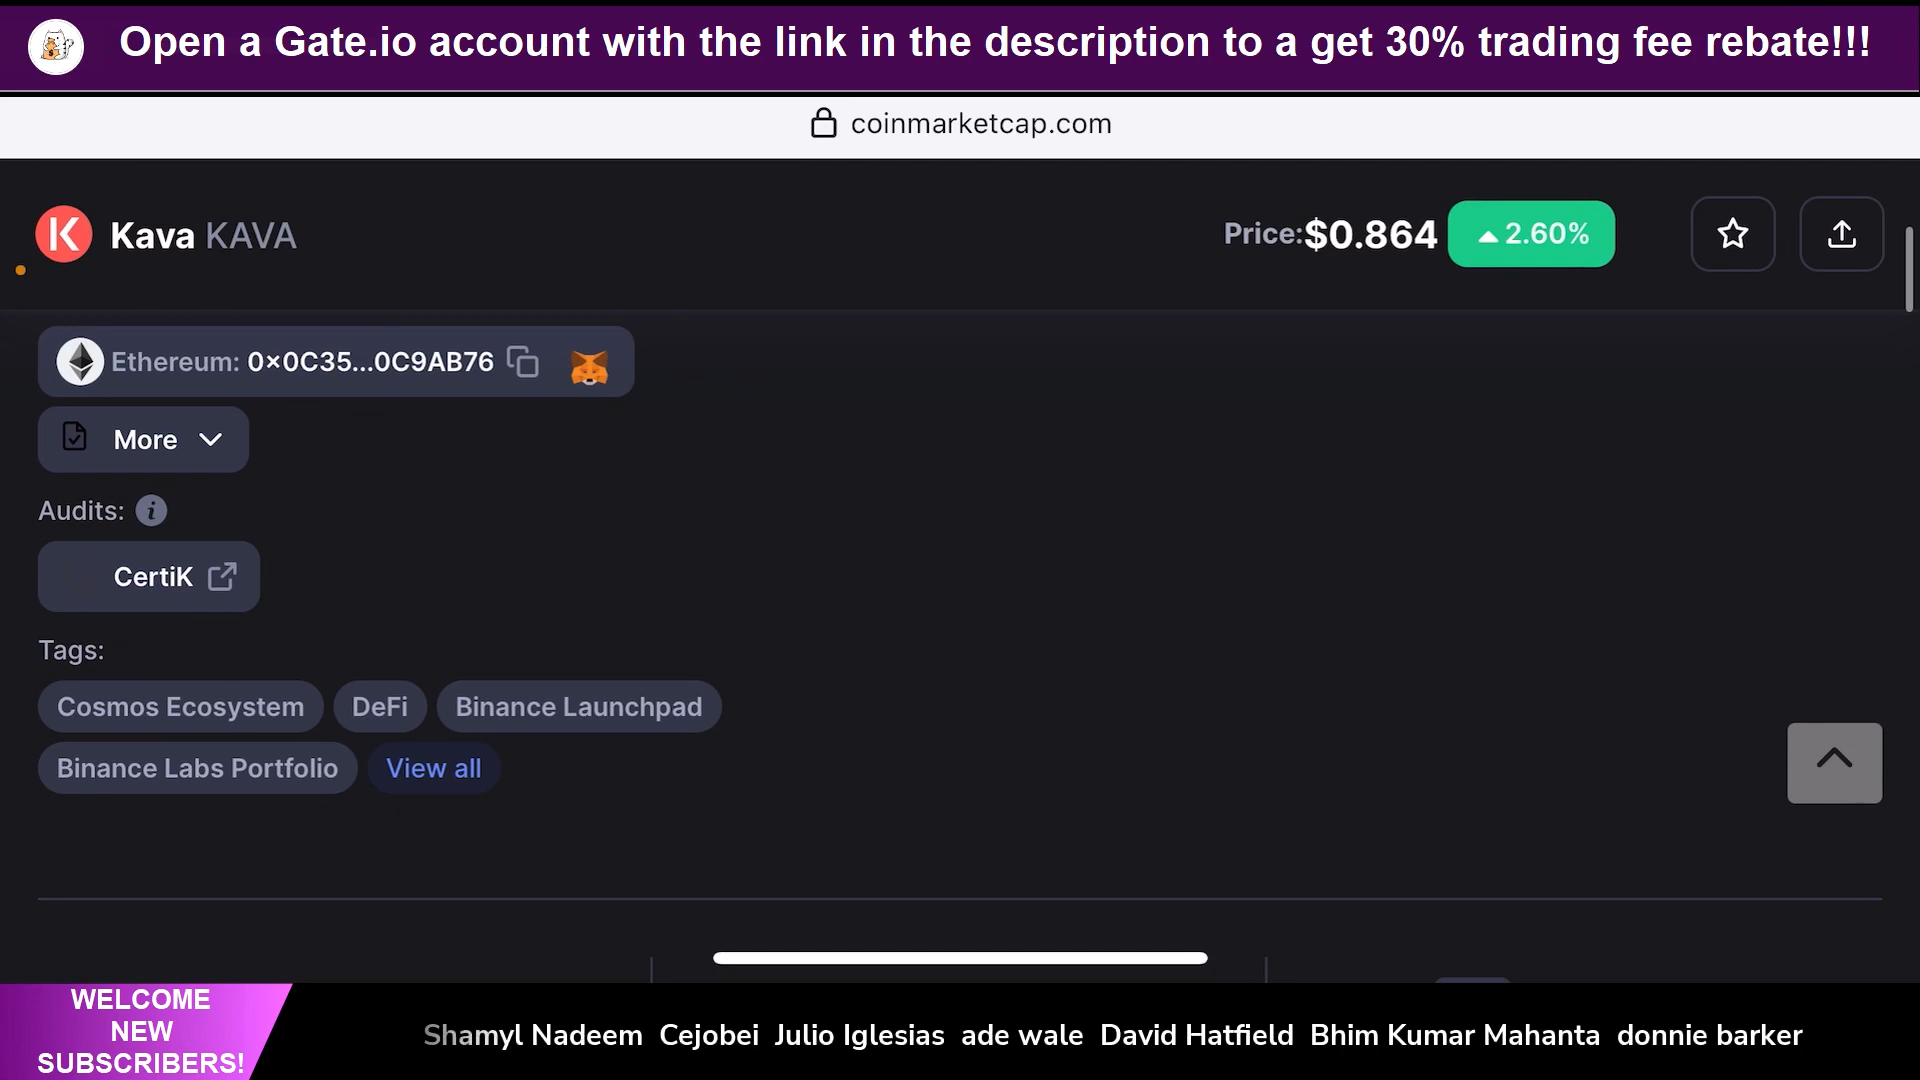 Open a Gate.io account with the link in the description to a get 30% trading fee rebate!!!
coinmarketcap.com
Kava KAVA
Price:$0.864 2.60%
Ethereum: 0×0C35...0C9AB76
More
Audits:
CertiK
Tags:
Cosmos Ecosystem DeFi Binance Launchpad
Binance Labs Portfolio View all
WELCOME
NEW
SUBSCRIBERS!
Shamyl Nadeem Cejobei Julio Iglesias ade wale David Hatfield Bhim Kumar Mahanta donnie barker